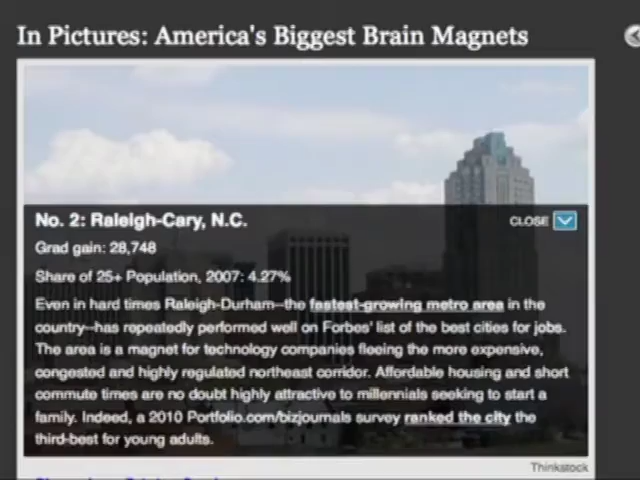 In Pictures: America's Biggest Brain Magnets
No. 2: Raleigh-Cary, N.C.
CLOSE
Grad gain: 28,748
Share of 25+ Population, 2007: 4.27%
Even in hard times Raleigh-Durham--the fastest-growing metro area in the
country--has repeatedly performed well on Forbes' list of the best cities for jobs.
The area is a magnet for technology companies fleeing the more expensive,
congested and highly regulated northeast corridor. Affordable housing and short
commute times are no doubt highly attractive to millennials seeking to start a
family. Indeed, a 2010 Portfolio.com/bizjournals survey ranked the city the
third-best for young adults.
Thinkstock